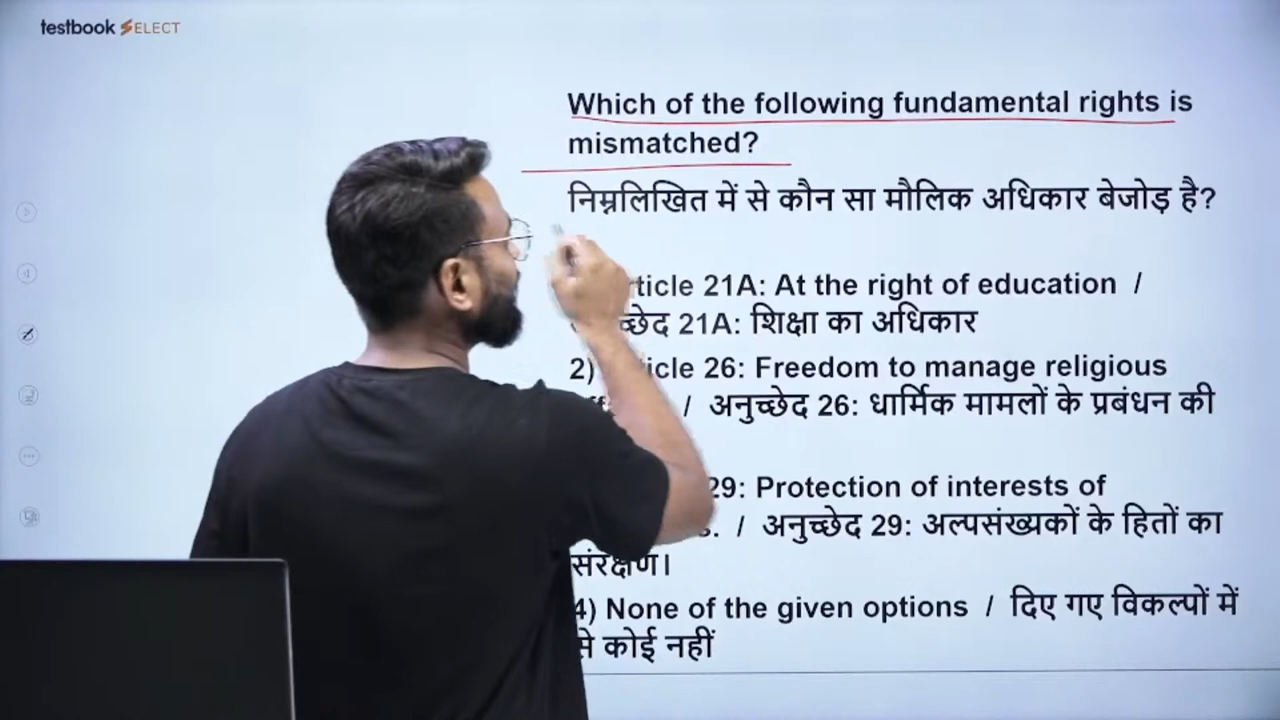 testbook SELECT
Which of the following fundamental rights is
mismatched?
निम्नलिखित में से कौन सा मौलिक अधिकार बेजोड़ है?
21A: At the right of education /
21A: शिक्षा का अधिकार
2) 26: Freedom to manage religious
/ अनुच्छेद 26: धार्मिक मामलों के प्रबंधन की
29: Protection of interests of
/ अनुच्छेद 29: अल्पसंख्यकों के हितों का
संरक्षण।
4) None of the given options / दिए गए विकल्पों में
से कोई नहीं